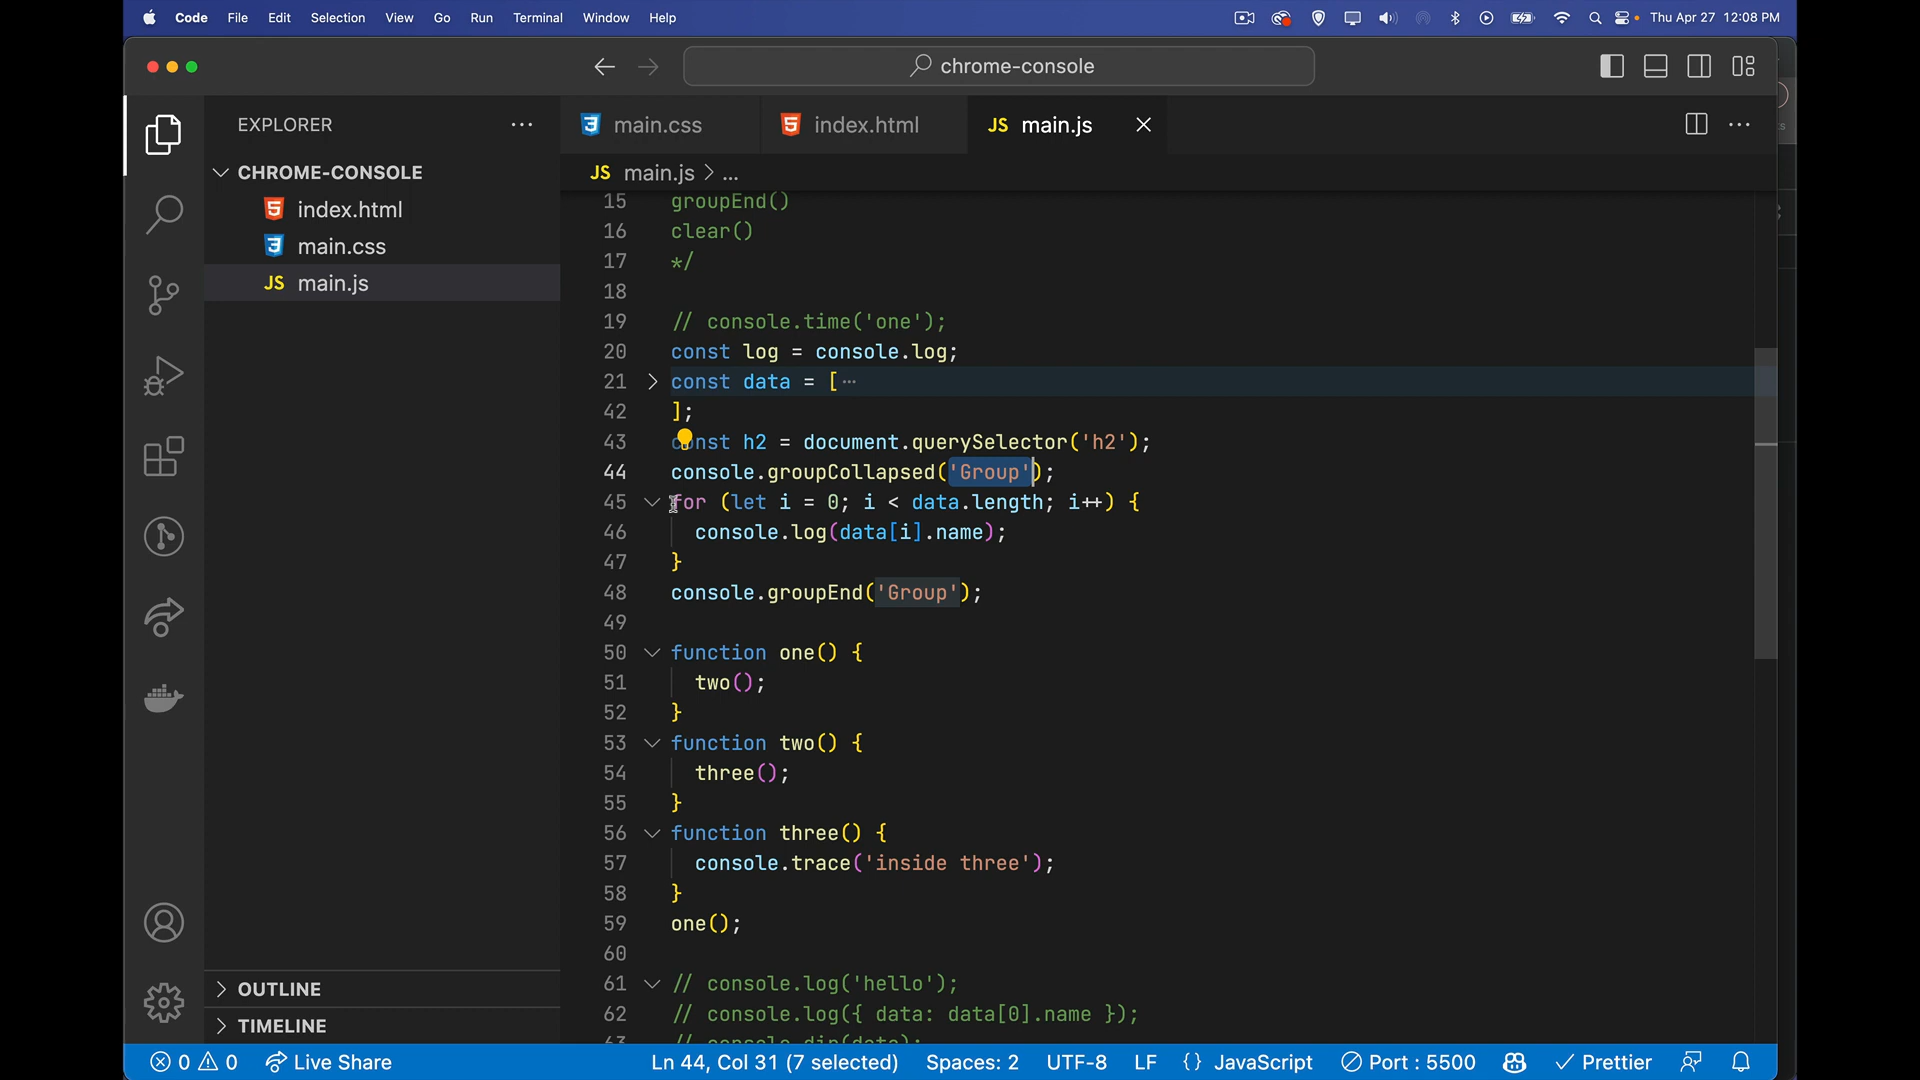 Code File Edit Selection View Go Run Terminal Window Help Thu Apr 27 12:08 PM
chrome-console
EXPLORER
CHROME-CONSOLE
index.html
main.css
JS main.js
OUTLINE
TIMELINE
main.css index.html JS main.js
JS main.js > ...
15 groupEnd()
16 clear()
17 */
18
19 // console.time('one');
20 const log = console.log;
21 const data = [ ...
42 ];
43 const h2 = document.querySelector('h2');
44 console.groupCollapsed('Group');
45 for (let i = 0; i < data.length; i++) {
46 console.log(data[i].name);
47 }
48 console.groupEnd('Group');
49
50 function one() {
51 two();
52 }
53 function two() {
54 three();
55 }
56 function three() {
57 console.trace('inside three');
58 }
59 one();
60
61 // console.log('hello');
62 // console.log({ data: data[0].name });
63 // console.dir(data);
0 0 Live Share Ln 44, Col 31 (7 selected) Spaces: 2 UTF-8 LF {} JavaScript Port : 5500 Prettier